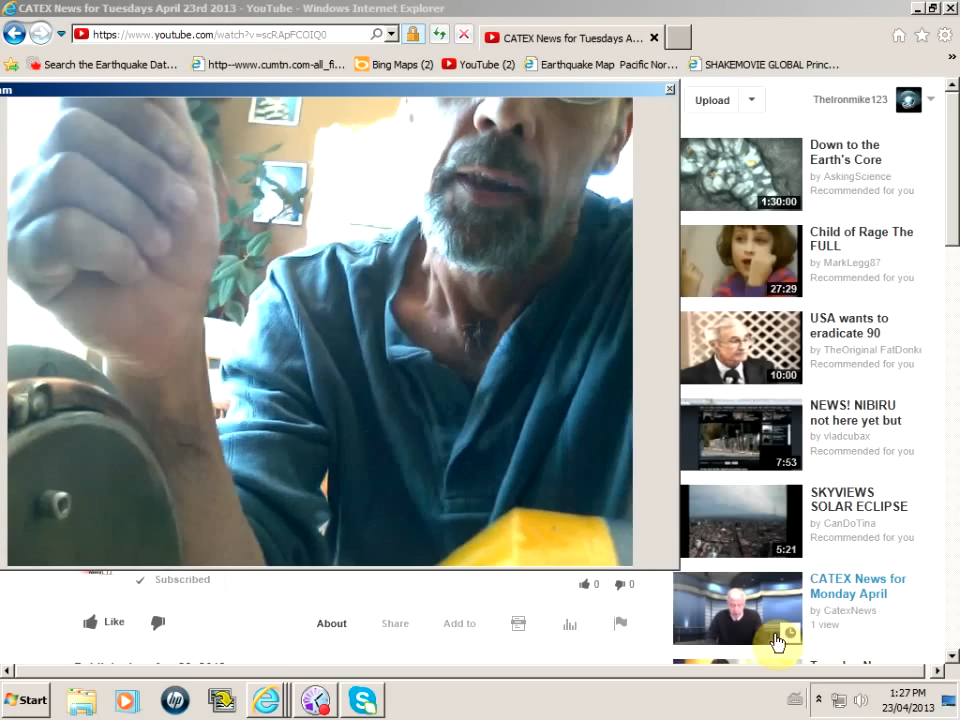 CATEX News for Tuesdays April 23rd 2013 - YouTube - Windows Internet Explorer
https://www.youtube.com/watch?v=scRApFCOIQ0
CATEX News for Tuesdays A...
Search the Earthquake Dat...
http--www.cumtn.com-all_fi...
Bing Maps (2)
YouTube (2)
Earthquake Map Pacific Nor...
SHAKEMOVIE GLOBAL Princ...
am
Upload
TheIronmike123
Down to the
Earth's Core
by AskingScience
Recommended for you
1:30:00
Child of Rage The
FULL
by MarkLegg87
Recommended for you
27:29
USA wants to
eradicate 90
by TheOriginal FatDonk
Recommended for you
10:00
NEWS! NIBIRU
not here yet but
by vladcubax
Recommended for you
7:53
SKYVIEWS
SOLAR ECLIPSE
by CanDoTina
Recommended for you
5:21
CATEX News for
Monday April
by CatexNews
1 view
Subscribed
0
0
Like
About
Share
Add to
Start
1:27 PM
23/04/2013